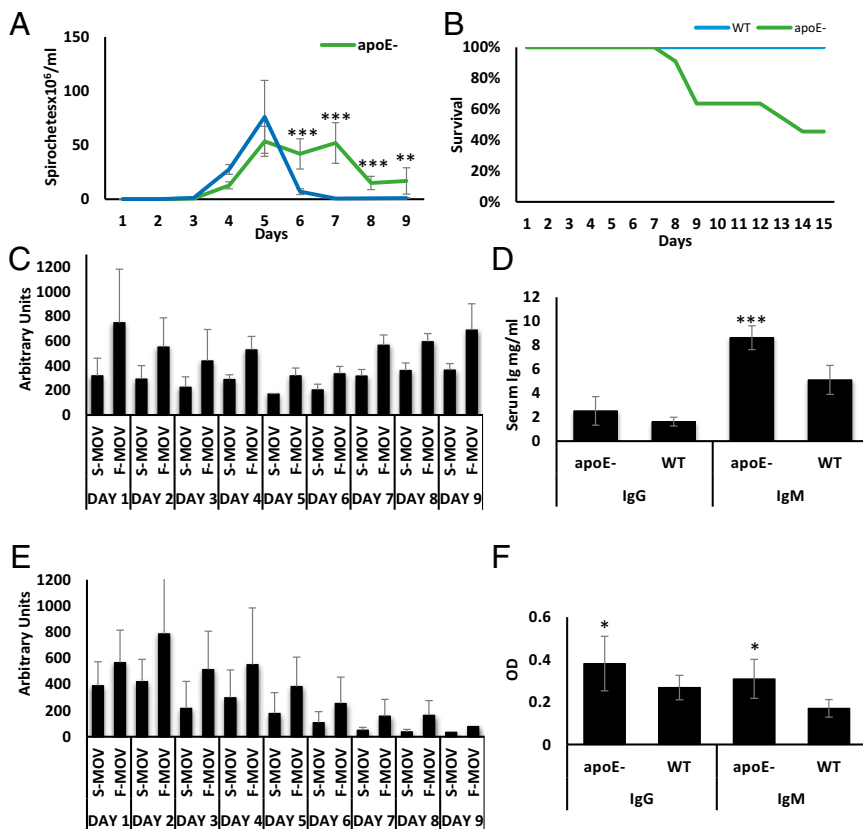 A
apoE-
Spirochetesx10⁶/ml
150
100
50
0
***
***
***
**
1 2 3 4 5 6 7 8 9
Days
B
WT apoE-
Survival
100%
80%
60%
40%
20%
0%
1 2 3 4 5 6 7 8 9 10 11 12 13 14 15
Days
C
Arbitrary Units
1200
1000
800
600
400
200
0
S-MOV F-MOV S-MOV F-MOV S-MOV F-MOV S-MOV F-MOV S-MOV F-MOV S-MOV F-MOV S-MOV F-MOV S-MOV F-MOV S-MOV F-MOV
DAY 1 DAY 2 DAY 3 DAY 4 DAY 5 DAY 6 DAY 7 DAY 8 DAY 9
D
Serum Ig mg/ml
12
10
8
6
4
2
0
***
apoE- WT apoE- WT
IgG IgM
E
Arbitrary Units
1200
1000
800
600
400
200
0
S-MOV F-MOV S-MOV F-MOV S-MOV F-MOV S-MOV F-MOV S-MOV F-MOV S-MOV F-MOV S-MOV F-MOV S-MOV F-MOV S-MOV F-MOV
DAY 1 DAY 2 DAY 3 DAY 4 DAY 5 DAY 6 DAY 7 DAY 8 DAY 9
F
OD
0.6
0.4
0.2
0
*
*
apoE- WT apoE- WT
IgG IgM